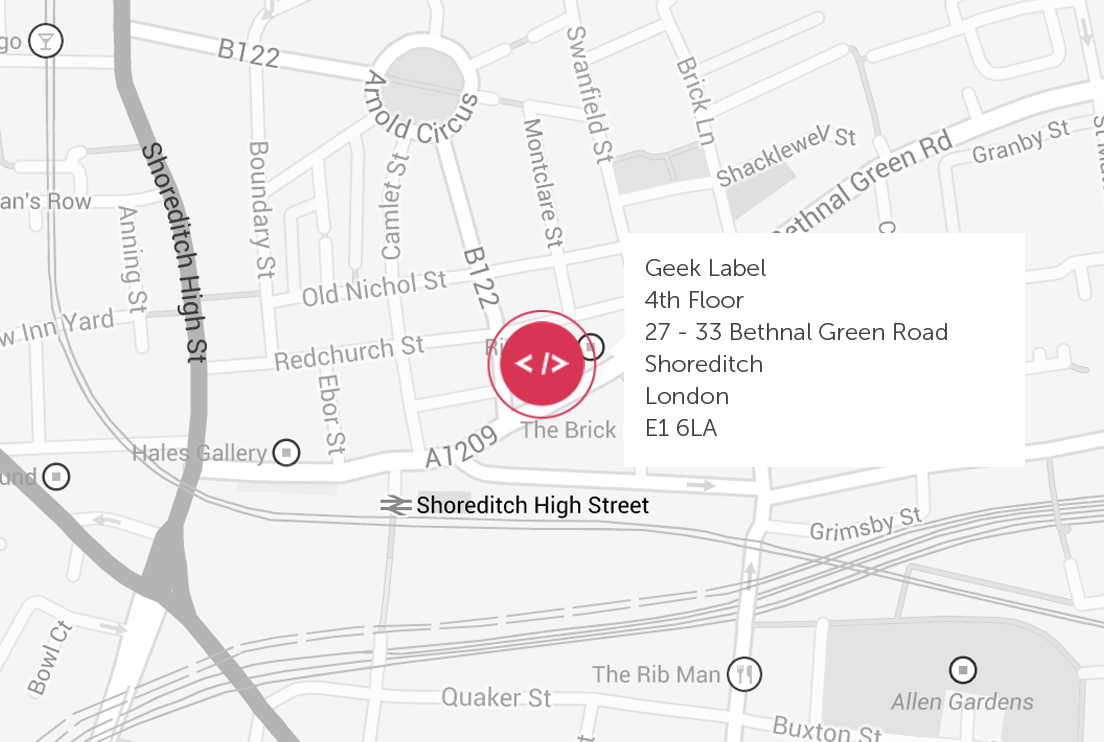 go
B122
Arnold Circus
Swanfield St
Brick Ln
Shacklewell St
Bethnal Green Rd
Granby St
Shoreditch High St
Boundary St
Montclare St
Camlet St
an's Row
Anning St
B122
Old Nichol St
w Inn Yard
Redchurch St
Ebor St
</>
Geek Label
4th Floor
27 - 33 Bethnal Green Road
Shoreditch
London
E1 6LA
The Brick
A1209
Hales Gallery
und
Shoreditch High Street
Grimsby St
Bowl Ct
The Rib Man
Quaker St
Allen Gardens
Buxton St